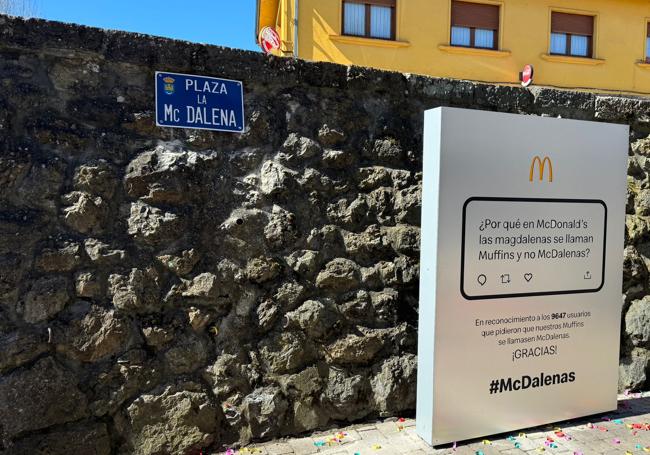 PLAZA
LA
Mc DALENA
¿Por qué en McDonald's
las magdalenas se llaman
Muffins y no McDalenas?
En reconocimiento a los 9647 usuarios
que pidieron que nuestros Muffins
se llamasen McDalenas.
¡GRACIAS!
#McDalenas